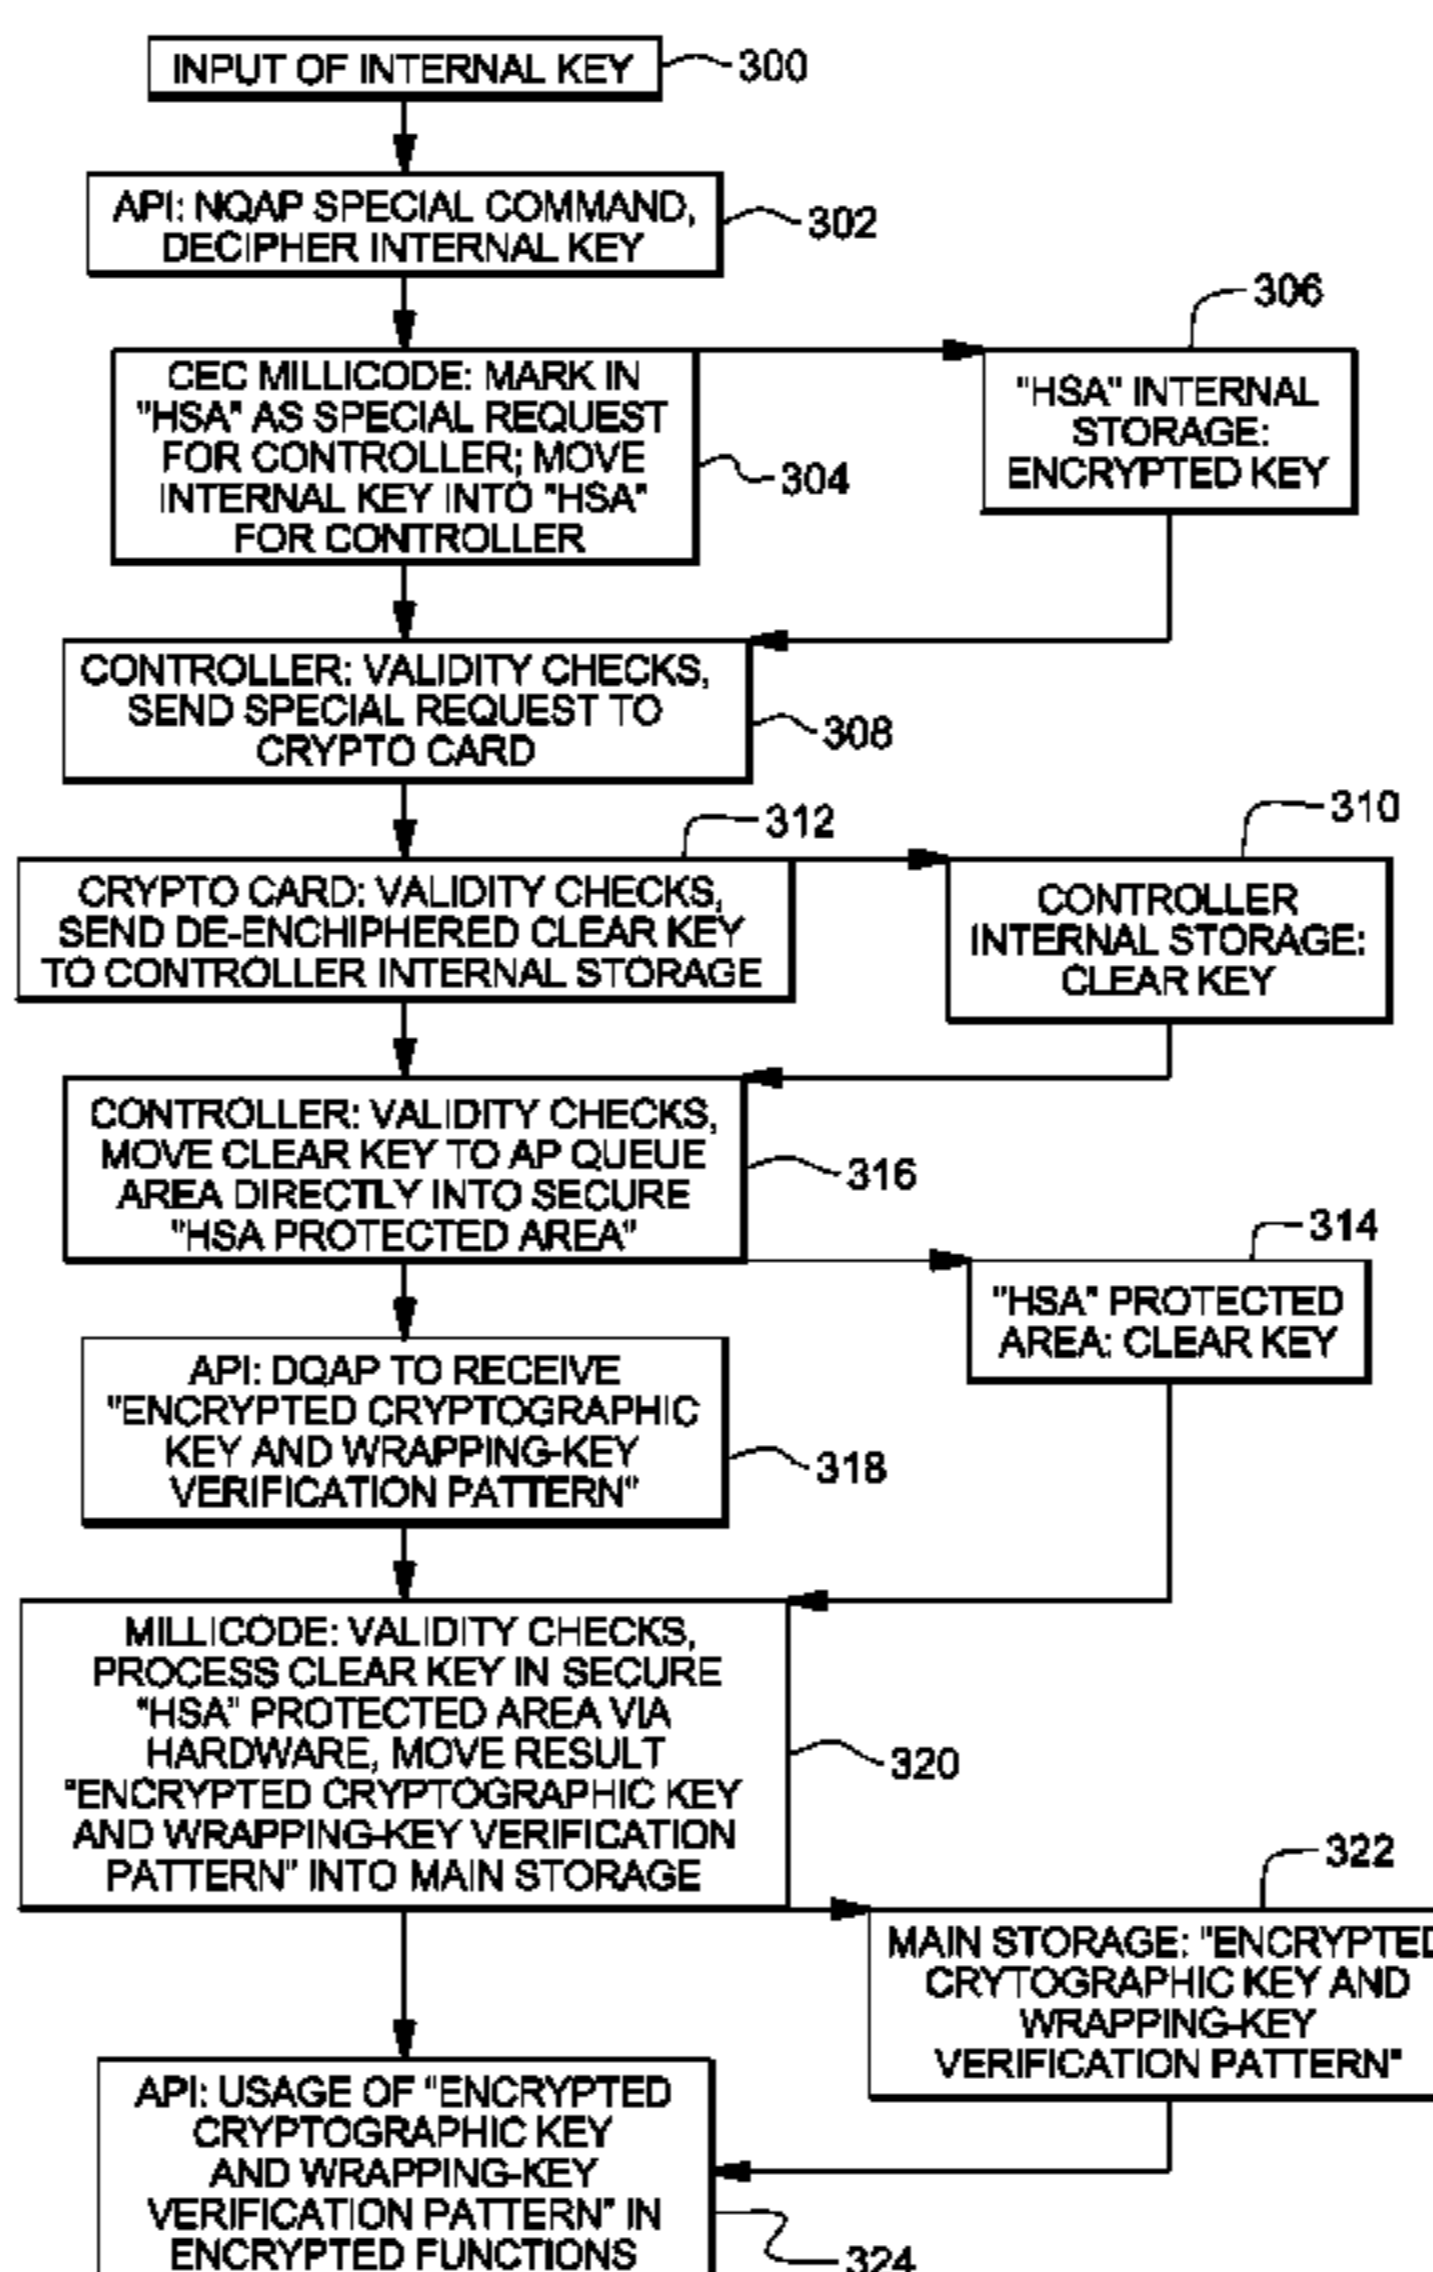 INPUT OF INTERNAL KEY
300
API: NQAP SPECIAL COMMAND,
DECIPHER INTERNAL KEY
302
306
CEC MILLICODE: MARK IN
"HSA" AS SPECIAL REQUEST
FOR CONTROLLER; MOVE
INTERNAL KEY INTO "HSA"
FOR CONTROLLER
304
"HSA" INTERNAL
STORAGE:
ENCRYPTED KEY
CONTROLLER: VALIDITY CHECKS,
SEND SPECIAL REQUEST TO
CRYPTO CARD
308
312
310
CRYPTO CARD: VALIDITY CHECKS,
SEND DE-ENCHIPHERED CLEAR KEY
TO CONTROLLER INTERNAL STORAGE
CONTROLLER
INTERNAL STORAGE:
CLEAR KEY
CONTROLLER: VALIDITY CHECKS,
MOVE CLEAR KEY TO AP QUEUE
AREA DIRECTLY INTO SECURE
"HSA PROTECTED AREA"
316
314
"HSA" PROTECTED
AREA: CLEAR KEY
API: DQAP TO RECEIVE
"ENCRYPTED CRYPTOGRAPHIC
KEY AND WRAPPING-KEY
VERIFICATION PATTERN"
318
MILLICODE: VALIDITY CHECKS,
PROCESS CLEAR KEY IN SECURE
"HSA" PROTECTED AREA VIA
HARDWARE, MOVE RESULT
"ENCRYPTED CRYPTOGRAPHIC KEY
AND WRAPPING-KEY VERIFICATION
PATTERN" INTO MAIN STORAGE
320
322
MAIN STORAGE: "ENCRYPTED
CRYTOGRAPHIC KEY AND
WRAPPING-KEY
VERIFICATION PATTERN"
API: USAGE OF "ENCRYPTED
CRYPTOGRAPHIC KEY
AND WRAPPING-KEY
VERIFICATION PATTERN" IN
ENCRYPTED FUNCTIONS
324